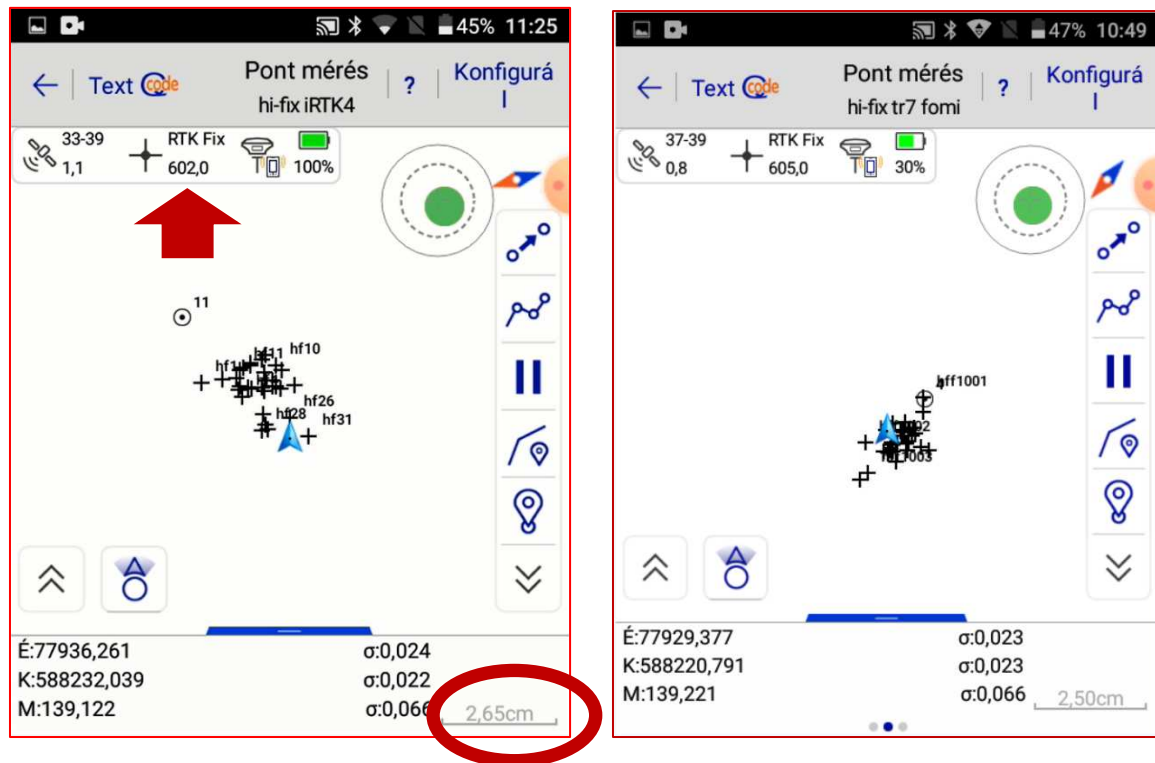 45% 11:25
Text code
Pont mérés
hi-fix iRTK4
?
Konfigurá
l
33-39
1,1
RTK Fix
602,0
100%
11
hf11 hf10
hf1
hf26
hf28
hf31
É:77936,261 σ:0,024
K:588232,039 σ:0,022
M:139,122 σ:0,066 2,65cm
47% 10:49
Text code
Pont mérés
hi-fix tr7 fomi
?
Konfigurá
l
37-39
0,8
RTK Fix
605,0
30%
hff1001
É:77929,377 σ:0,023
K:588220,791 σ:0,023
M:139,221 σ:0,066 2,50cm